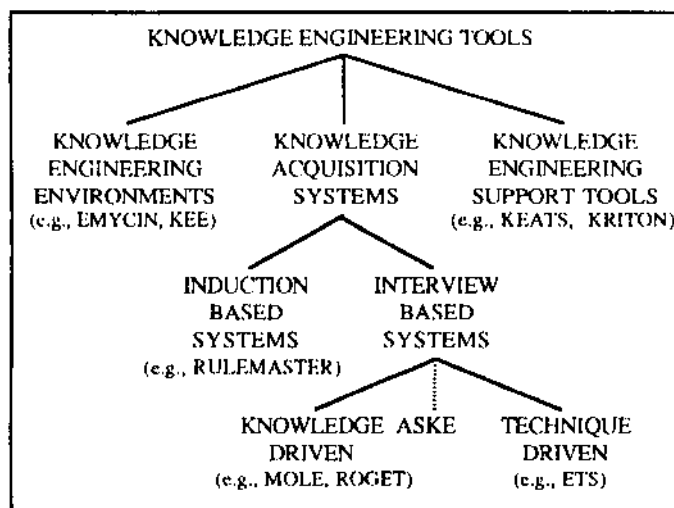 KNOWLEDGE ENGINEERING TOOLS
KNOWLEDGE ENGINEERING ENVIRONMENTS (e.g., EMYCIN, KEE)
KNOWLEDGE ACQUISITION SYSTEMS
KNOWLEDGE ENGINEERING SUPPORT TOOLS (e.g., KEATS, KRITON)
INDUCTION BASED SYSTEMS (e.g., RULEMASTER)
INTERVIEW BASED SYSTEMS
KNOWLEDGE DRIVEN (e.g., MOLE, ROGET)
ASKE
TECHNIQUE DRIVEN (e.g., ETS)